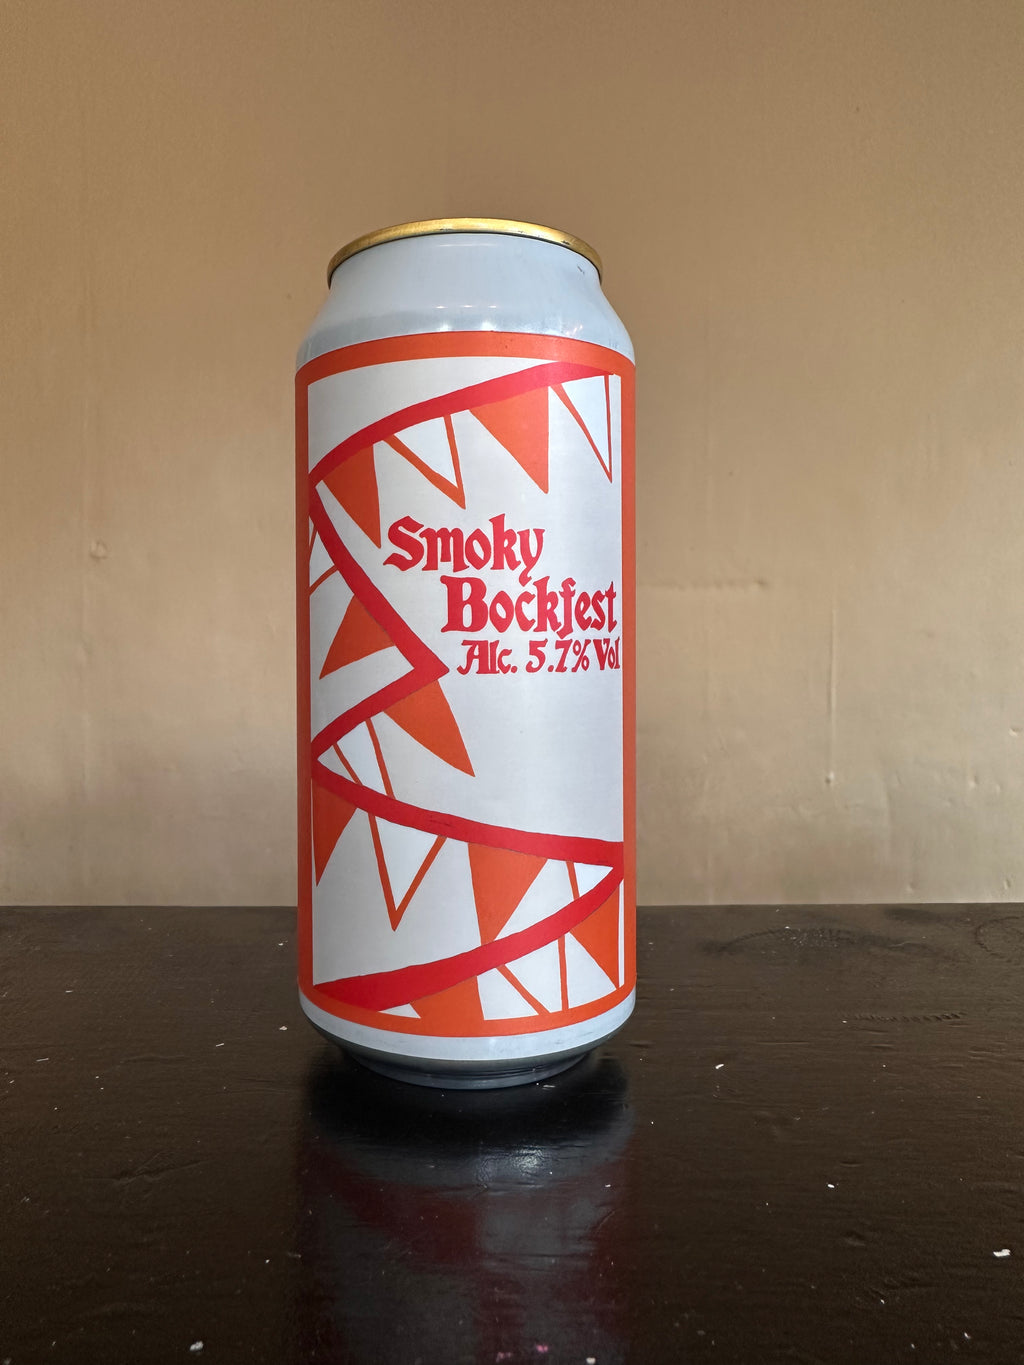 Smoky
Bockfest
Alc. 5.7% Vol